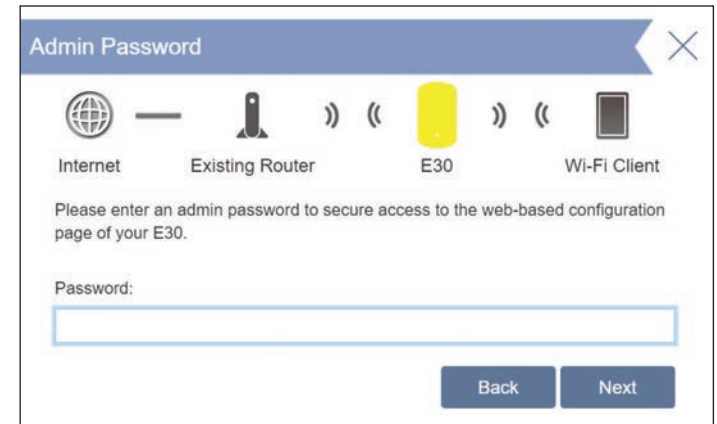 Admin Password
Internet
Existing Router
E30
Wi-Fi Client
Please enter an admin password to secure access to the web-based configuration
page of your E30.
Password:
Back
Next